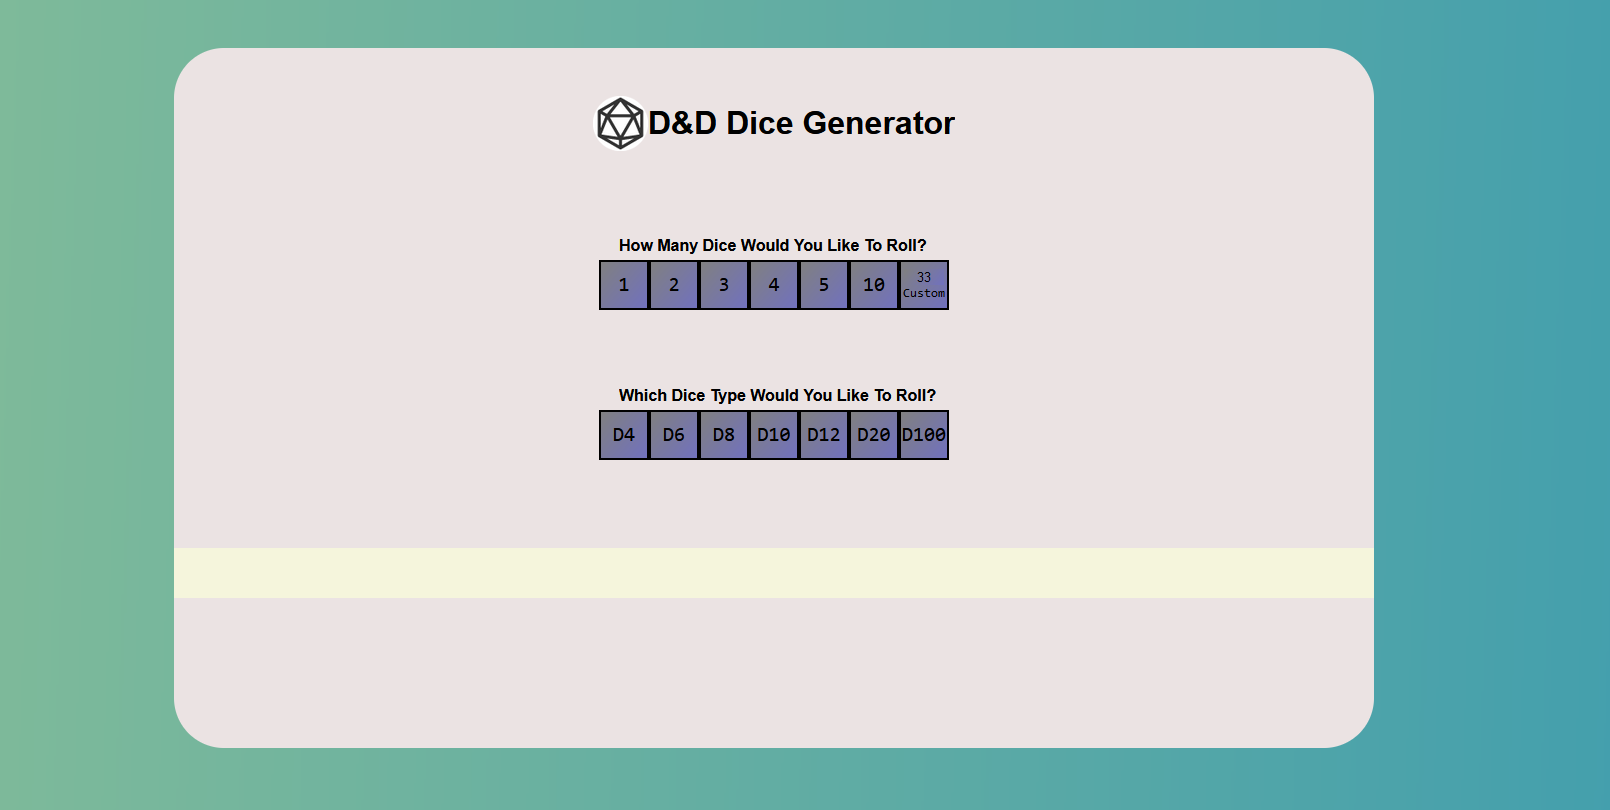 D&D Dice Generator
How Many Dice Would You Like To Roll?
1 2 3 4 5 10 33
Custom
Which Dice Type Would You Like To Roll?
D4 D6 D8 D10 D12 D20 D100